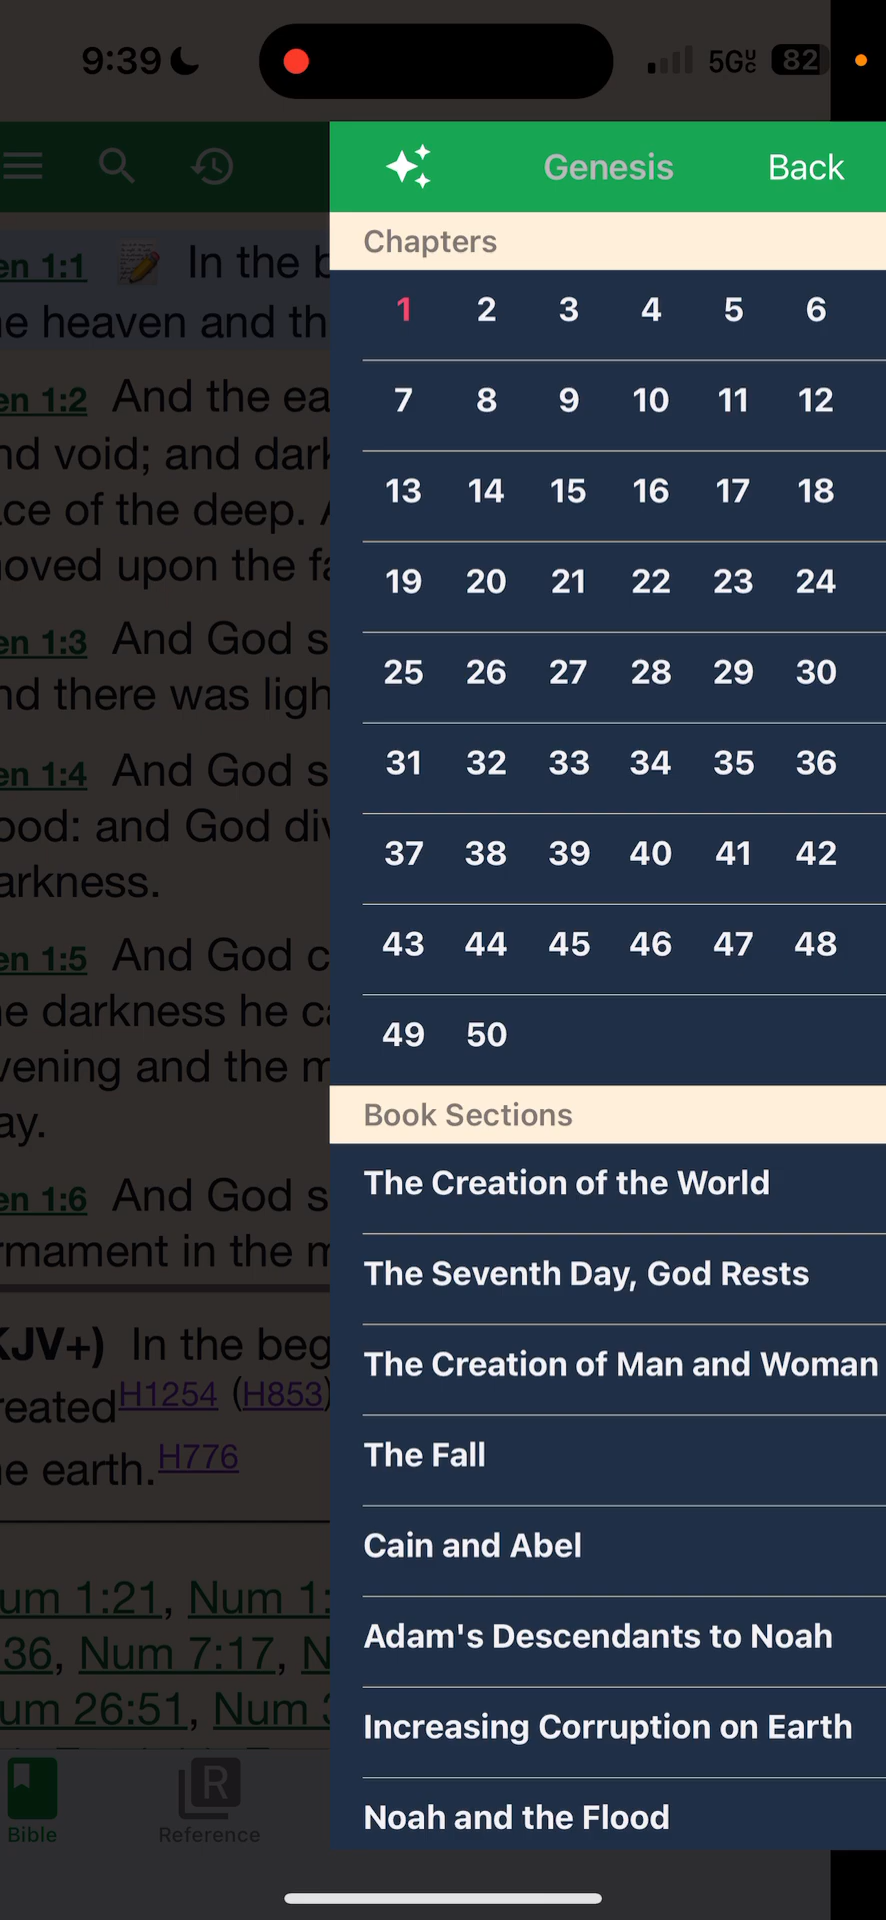 9:39
5G UC 82
Genesis
Back
en 1:1 In the b
e heaven and th
en 1:2 And the ea
nd void; and dark
ce of the deep. A
oved upon the fa
en 1:3 And God s
nd there was ligh
en 1:4 And God s
ood: and God div
arkness.
en 1:5 And God c
e darkness he ca
vening and the m
ay.
en 1:6 And God s
rmament in the m
KJV+) In the beg
reatedH1254 (H853)
e earth.H776
um 1:21, Num 1:
36, Num 7:17, N
um 26:51, Num 3
Bible
Reference
Chapters
1 2 3 4 5 6
7 8 9 10 11 12
13 14 15 16 17 18
19 20 21 22 23 24
25 26 27 28 29 30
31 32 33 34 35 36
37 38 39 40 41 42
43 44 45 46 47 48
49 50
Book Sections
The Creation of the World
The Seventh Day, God Rests
The Creation of Man and Woman
The Fall
Cain and Abel
Adam's Descendants to Noah
Increasing Corruption on Earth
Noah and the Flood